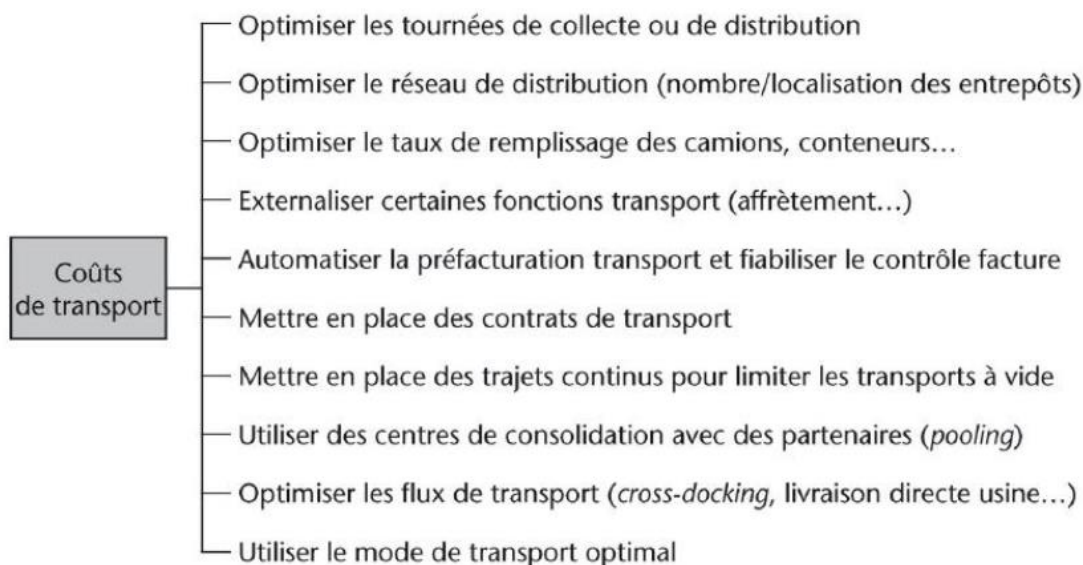 Optimiser les tournées de collecte ou de distribution
Optimiser le réseau de distribution (nombre/localisation des entrepôts)
Optimiser le taux de remplissage des camions, conteneurs…
Externaliser certaines fonctions transport (affrètement…)
Coûts
de transport
Automatiser la préfacturation transport et fiabiliser le contrôle facture
Mettre en place des contrats de transport
Mettre en place des trajets continus pour limiter les transports à vide
Utiliser des centres de consolidation avec des partenaires (pooling)
Optimiser les flux de transport (cross-docking, livraison directe usine…)
Utiliser le mode de transport optimal